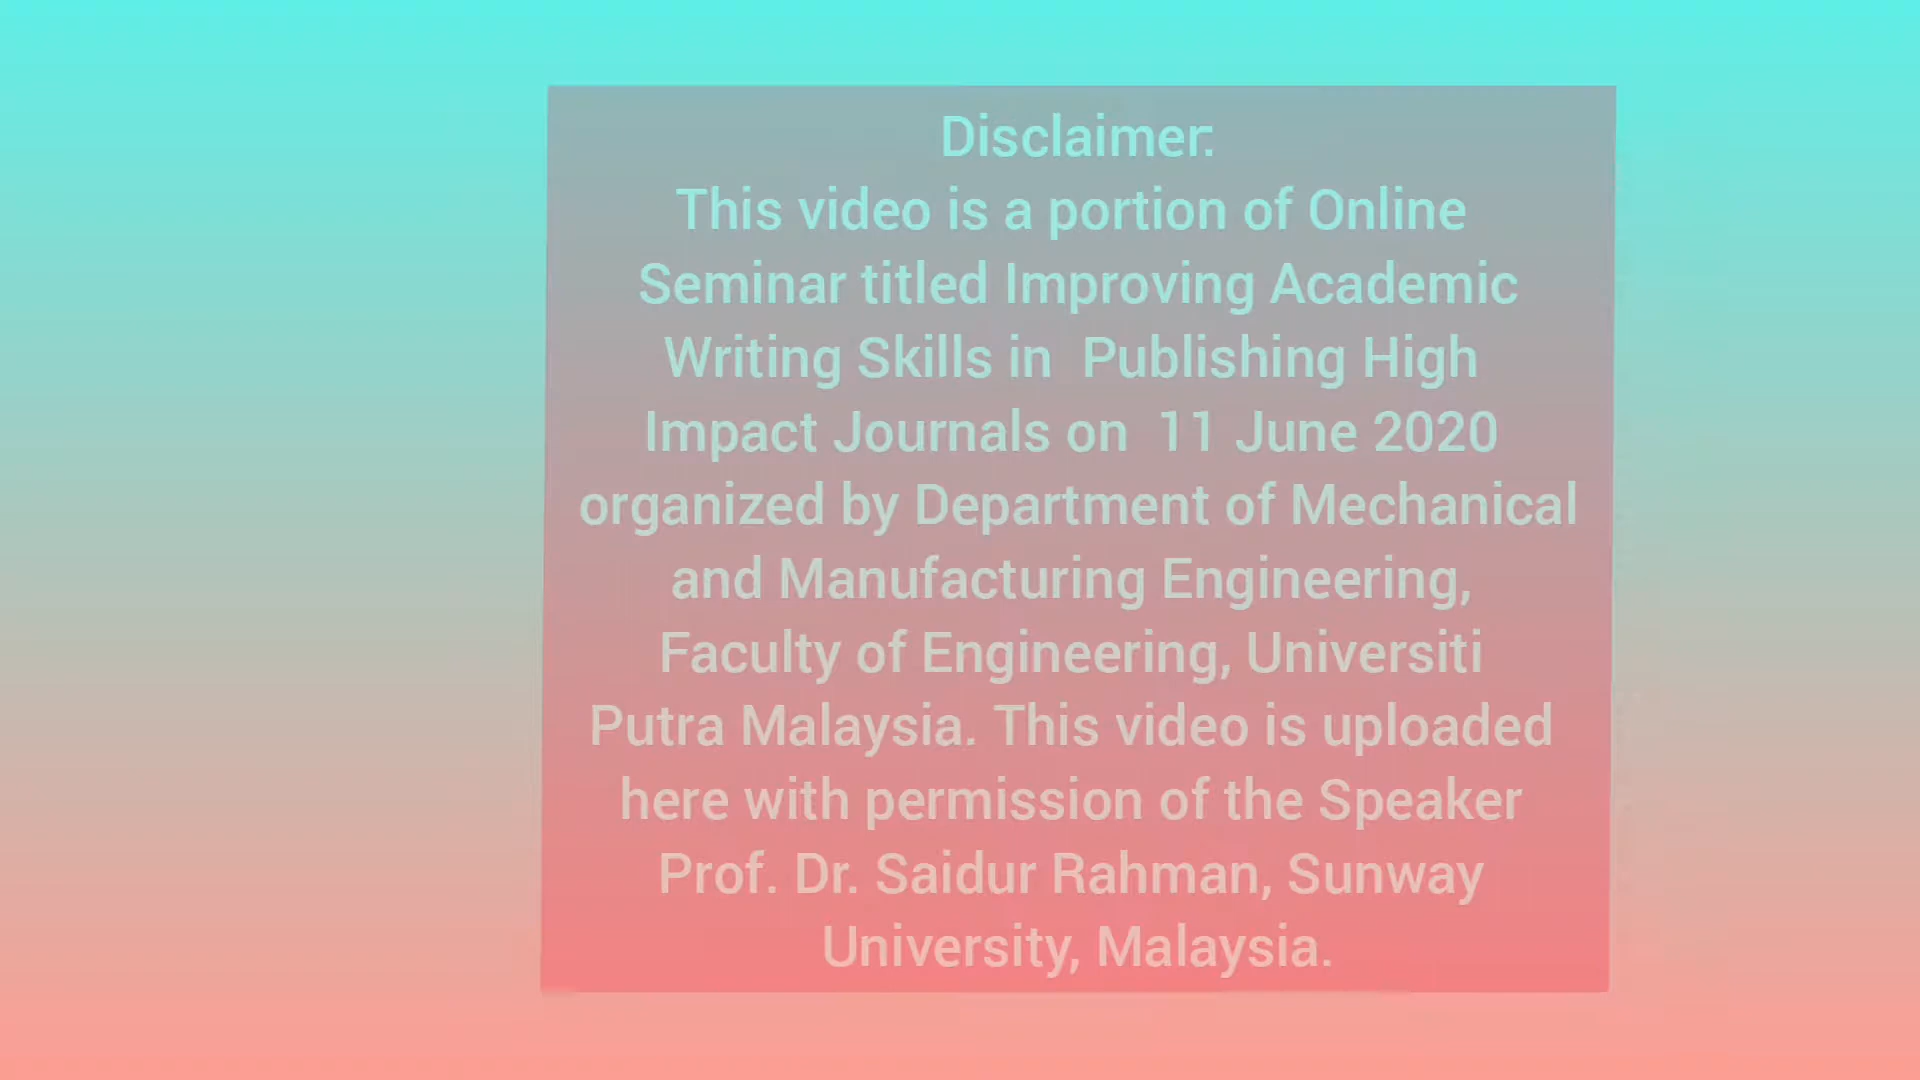 Disclaimer:
This video is a portion of Online
Seminar titled Improving Academic
Writing Skills in  Publishing High
Impact Journals on  11 June 2020
organized by Department of Mechanical
and Manufacturing Engineering,
Faculty of Engineering, Universiti
Putra Malaysia. This video is uploaded
here with permission of the Speaker
Prof. Dr. Saidur Rahman, Sunway
University, Malaysia.